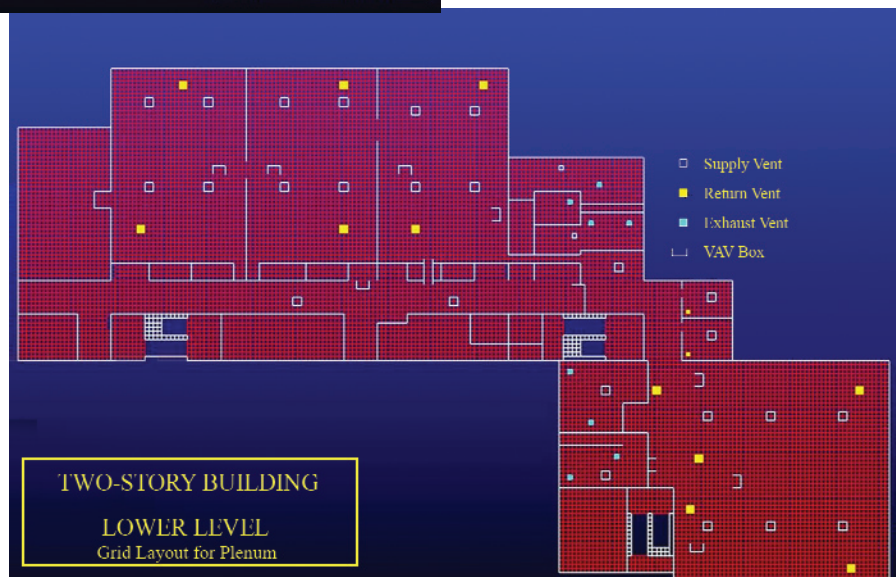 Supply Vent
Return Vent
Exhaust Vent
VAV Box
TWO-STORY BUILDING
LOWER LEVEL
Grid Layout for Plenum